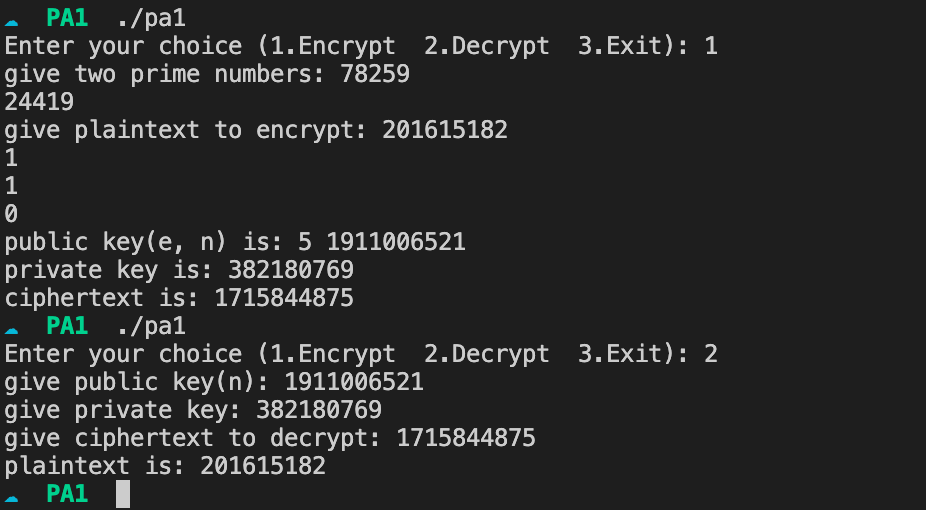 PA1 ./pa1
Enter your choice (1.Encrypt 2.Decrypt 3.Exit): 1
give two prime numbers: 78259
24419
give plaintext to encrypt: 201615182
1
1
0
public key(e, n) is: 5 1911006521
private key is: 382180769
ciphertext is: 1715844875
PA1 ./pa1
Enter your choice (1.Encrypt 2.Decrypt 3.Exit): 2
give public key(n): 1911006521
give private key: 382180769
give ciphertext to decrypt: 1715844875
plaintext is: 201615182
PA1